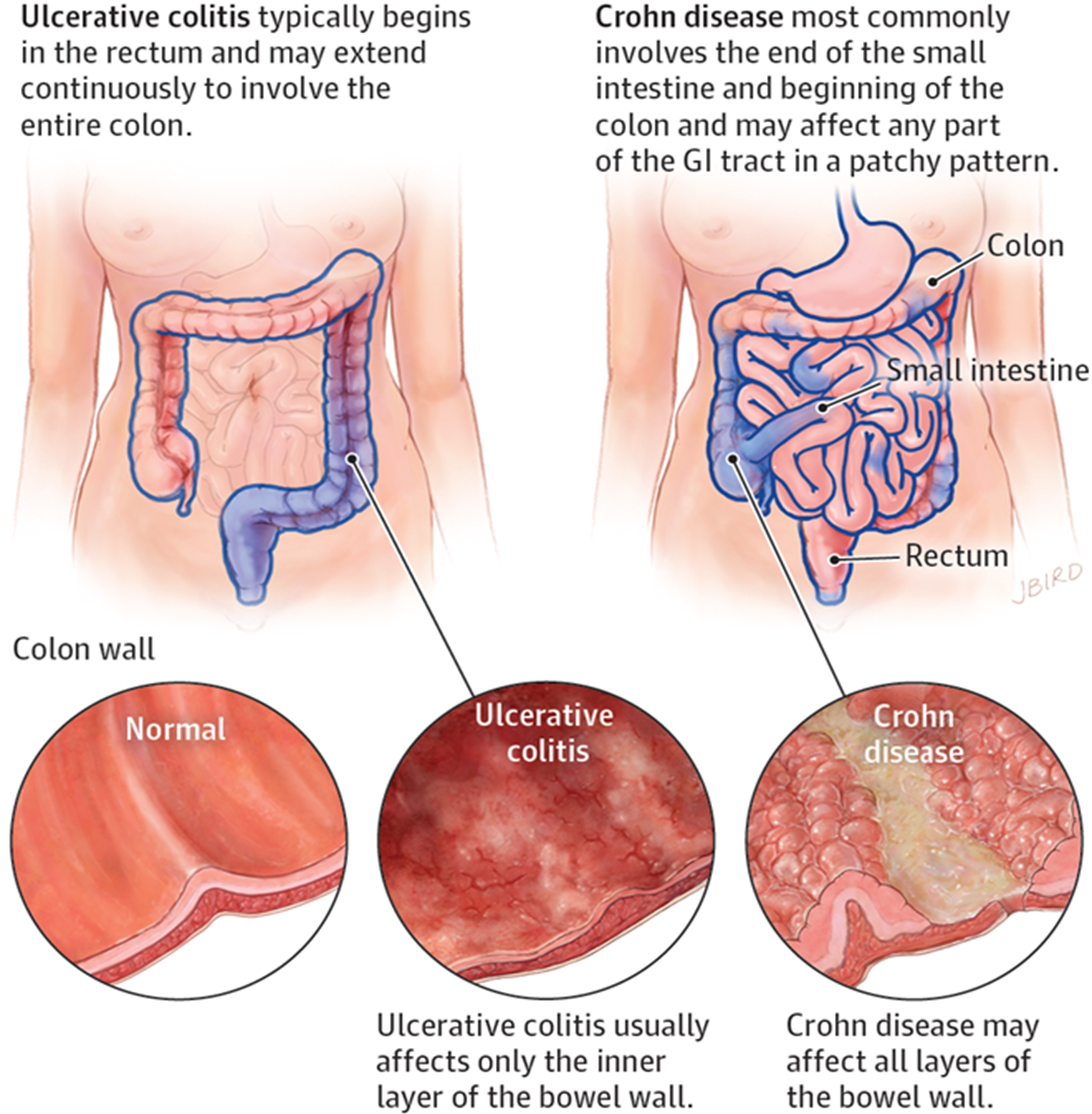 Ulcerative colitis typically begins
in the rectum and may extend
continuously to involve the
entire colon.
Crohn disease most commonly
involves the end of the small
intestine and beginning of the
colon and may affect any part
of the GI tract in a patchy pattern.
Colon
Small intestine
Rectum
JBIRD
Colon wall
Normal
Ulcerative
colitis
Crohn
disease
Ulcerative colitis usually
affects only the inner
layer of the bowel wall.
Crohn disease may
affect all layers of
the bowel wall.